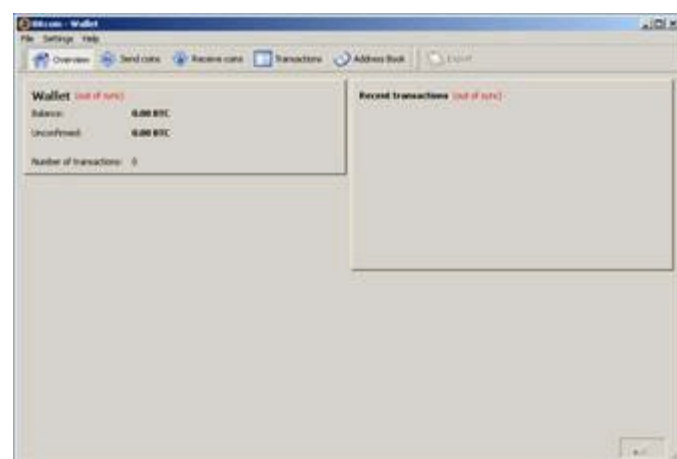 Bitcoin - Wallet
File Settings Help
Overview Send coins Receive coins Transactions Address Book Export
Wallet (out of sync)
Balance: 0.00 BTC
Unconfirmed: 0.00 BTC
Number of transactions: 0
Recent transactions (out of sync)